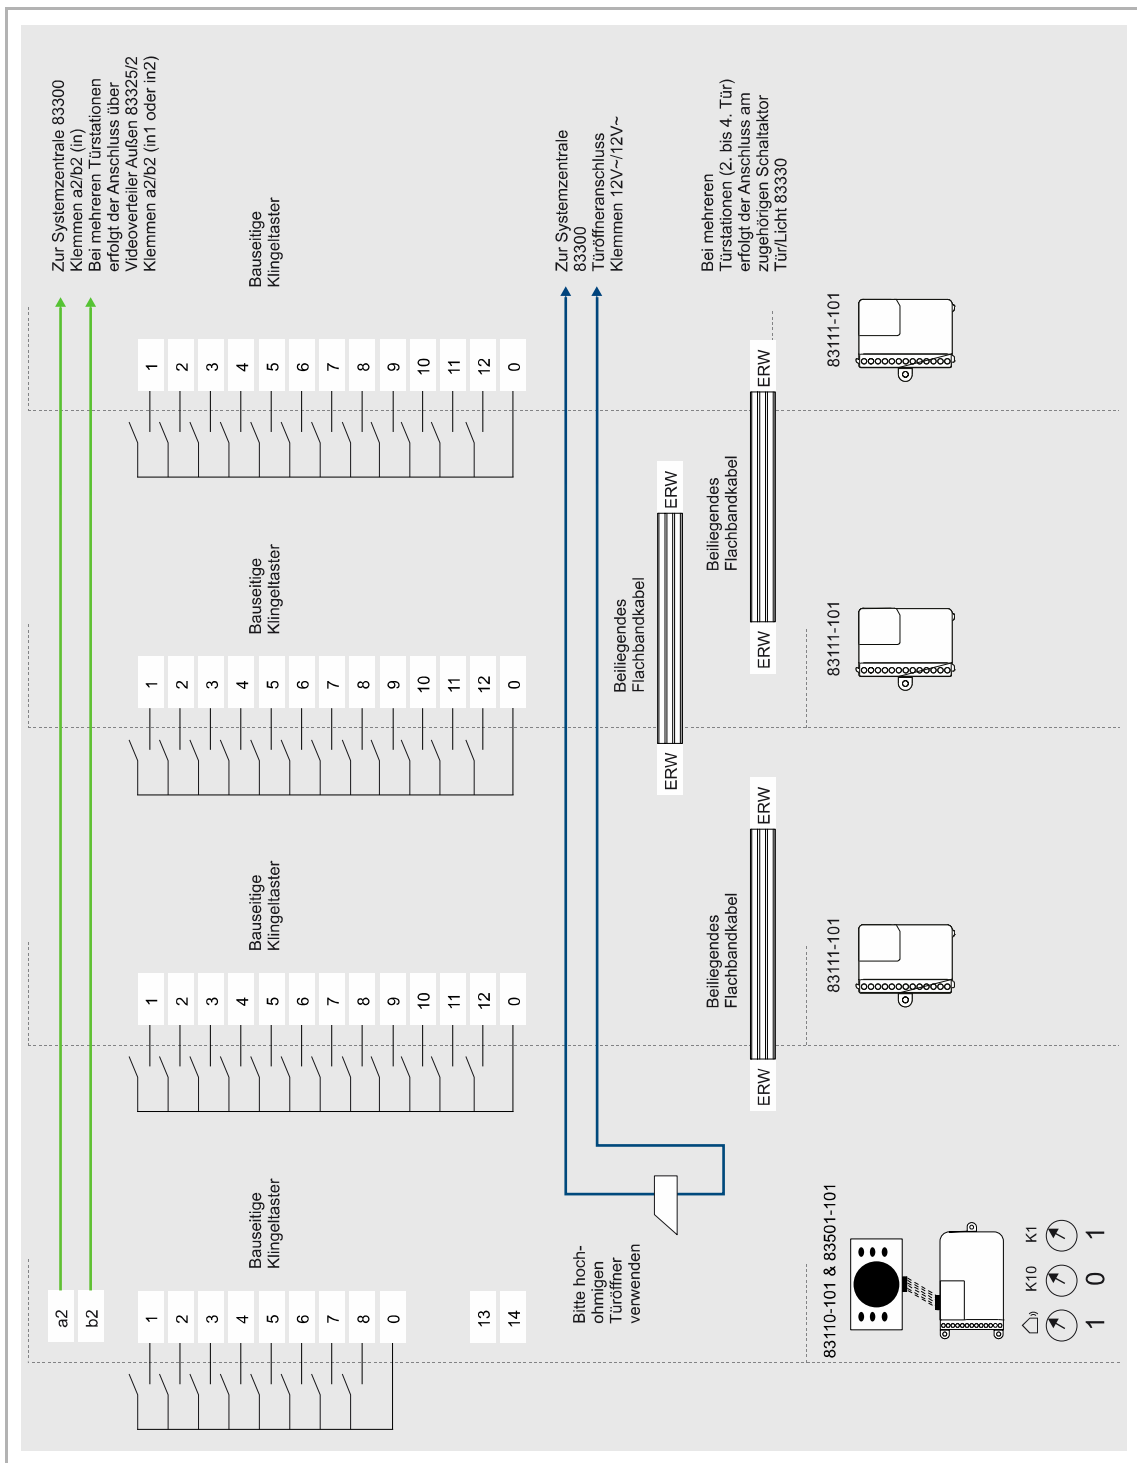 a2
b2
Zur Systemzentrale 83300
Klemmen a2/b2 (in)
Bei mehreren Türstationen
erfolgt der Anschluss über
Videoverteiler Außen 83325/2
Klemmen a2/b2 (in1 oder in2)
1
2
3
4
5
6
7
8
0
13
14
Bauseitige
Klingeltaster
1
2
3
4
5
6
7
8
9
10
11
12
0
Bauseitige
Klingeltaster
1
2
3
4
5
6
7
8
9
10
11
12
0
Bauseitige
Klingeltaster
1
2
3
4
5
6
7
8
9
10
11
12
0
Bauseitige
Klingeltaster
Bitte hoch-
ohmigen
Türöffner
verwenden
Zur Systemzentrale
83300
Türöffneranschluss
Klemmen 12V~/12V~
Bei mehreren
Türstationen (2. bis 4. Tür)
erfolgt der Anschluss am
zugehörigen Schaltaktor
Tür/Licht 83330
Beiliegendes
Flachbandkabel
ERW
ERW
Beiliegendes
Flachbandkabel
ERW
ERW
Beiliegendes
Flachbandkabel
ERW
ERW
83110-101 & 83501-101
K10
K1
1
0
1
83111-101
83111-101
83111-101